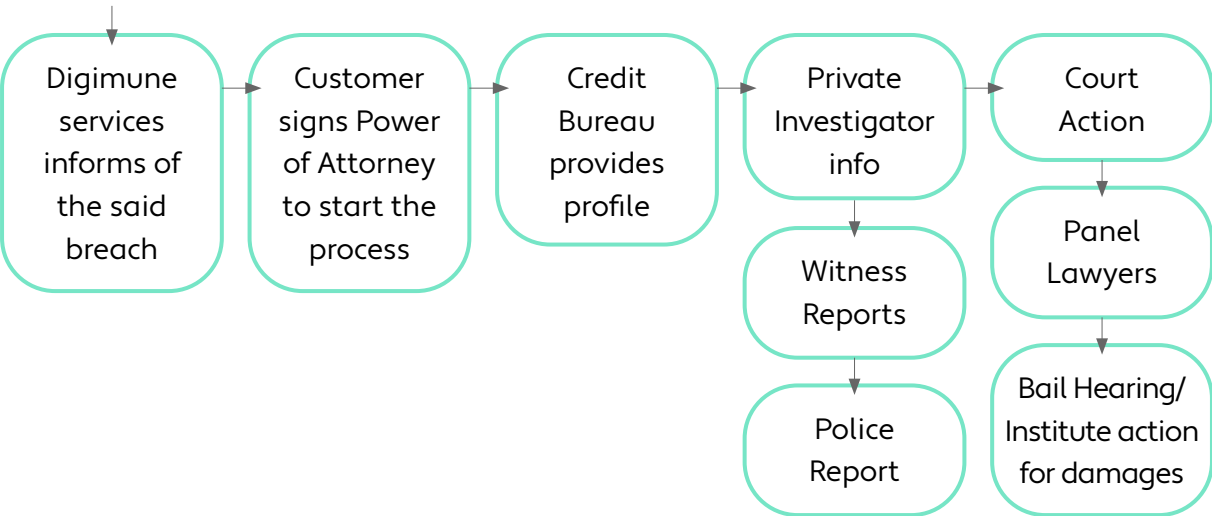 Digimune
services
informs of
the said
breach
Customer
signs Power
of Attorney
to start the
process
Credit
Bureau
provides
profile
Private
Investigator
info
Witness
Reports
Police
Report
Court
Action
Panel
Lawyers
Bail Hearing/
Institute action
for damages